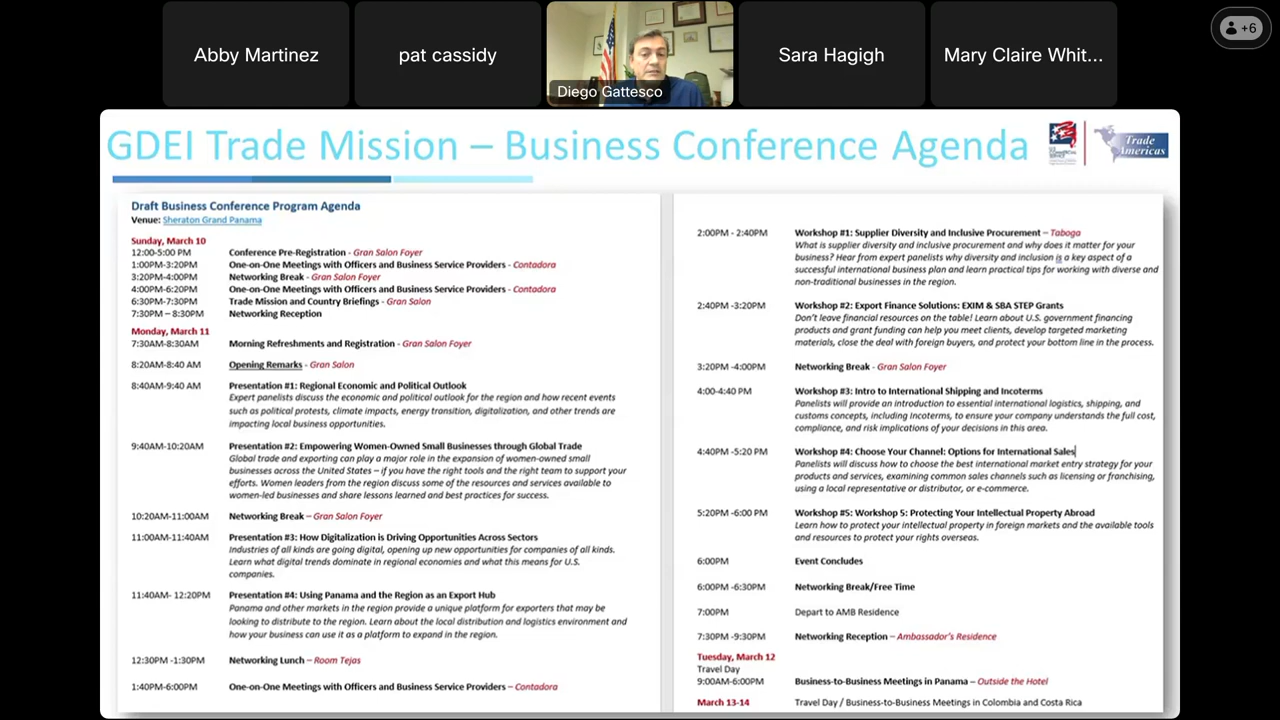 Abby Martinez
pat cassidy
Diego Gattesco
Sara Hagigh
Mary Claire Whit...
+6
GDEI Trade Mission – Business Conference Agenda
Trade Americas
Draft Business Conference Program Agenda
Venue: Sheraton Grand Panama
Sunday, March 10
12:00-5:00 PM Conference Pre-Registration - Gran Salon Foyer
1:00PM-3:20PM One-on-One Meetings with Officers and Business Service Providers - Contadora
3:20PM-4:00PM Networking Break - Gran Salon Foyer
4:00PM-6:20PM One-on-One Meetings with Officers and Business Service Providers - Contadora
6:30PM-7:30PM Trade Mission and Country Briefings - Gran Salon
7:30PM – 8:30PM Networking Reception
Monday, March 11
7:30AM-8:30AM Morning Refreshments and Registration - Gran Salon Foyer
8:20AM-8:40 AM Opening Remarks - Gran Salon
8:40AM-9:40 AM Presentation #1: Regional Economic and Political Outlook
Expert panelists discuss the economic and political outlook for the region and how recent events
such as political protests, climate impacts, energy transition, digitalization, and other trends are
impacting local business opportunities.
9:40AM-10:20AM Presentation #2: Empowering Women-Owned Small Businesses through Global Trade
Global trade and exporting can play a major role in the expansion of women-owned small
businesses across the United States – if you have the right tools and the right team to support your
efforts. Women leaders from the region discuss some of the resources and services available to
women-led businesses and share lessons learned and best practices for success.
10:20AM-11:00AM Networking Break – Gran Salon Foyer
11:00AM-11:40AM Presentation #3: How Digitalization is Driving Opportunities Across Sectors
Industries of all kinds are going digital, opening up new opportunities for companies of all kinds.
Learn what digital trends dominate in regional economies and what this means for U.S.
companies.
11:40AM- 12:20PM Presentation #4: Using Panama and the Region as an Export Hub
Panama and other markets in the region provide a unique platform for exporters that may be
looking to distribute to the region. Learn about the local distribution and logistics environment and
how your business can use it as a platform to expand in the region.
12:30PM -1:30PM Networking Lunch – Room Tejas
1:40PM-6:00PM One-on-One Meetings with Officers and Business Service Providers – Contadora
2:00PM - 2:40PM Workshop #1: Supplier Diversity and Inclusive Procurement – Taboga
What is supplier diversity and inclusive procurement and why does it matter for your
business? Hear from expert panelists why diversity and inclusion is a key aspect of a
successful international business plan and learn practical tips for working with diverse and
non-traditional businesses in the region.
2:40PM -3:20PM Workshop #2: Export Finance Solutions: EXIM & SBA STEP Grants
Don't leave financial resources on the table! Learn about U.S. government financing
products and grant funding can help you meet clients, develop targeted marketing
materials, close the deal with foreign buyers, and protect your bottom line in the process.
3:20PM -4:00PM Networking Break - Gran Salon Foyer
4:00-4:40 PM Workshop #3: Intro to International Shipping and Incoterms
Panelists will provide an introduction to essential international logistics, shipping, and
customs concepts, including Incoterms, to ensure your company understands the full cost,
compliance, and risk implications of your decisions in this area.
4:40PM -5:20 PM Workshop #4: Choose Your Channel: Options for International Sales
Panelists will discuss how to choose the best international market entry strategy for your
products and services, examining common sales channels such as licensing or franchising,
using a local representative or distributor, or e-commerce.
5:20PM -6:00 PM Workshop #5: Workshop 5: Protecting Your Intellectual Property Abroad
Learn how to protect your intellectual property in foreign markets and the available tools
and resources to protect your rights overseas.
6:00PM Event Concludes
6:00PM -6:30PM Networking Break/Free Time
7:00PM Depart to AMB Residence
7:30PM -9:30PM Networking Reception – Ambassador's Residence
Tuesday, March 12
Travel Day
9:00AM-6:00PM Business-to-Business Meetings in Panama – Outside the Hotel
March 13-14 Travel Day / Business-to-Business Meetings in Colombia and Costa Rica